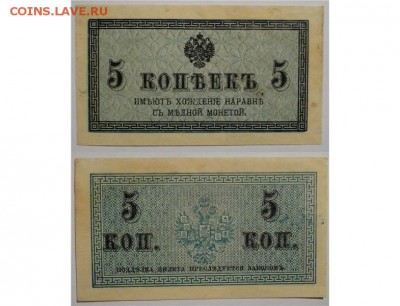 COINS.LAVE.RU
5 КОПѢЕКЪ 5
ИМѢЮТЪ ХОЖДЕНІЕ НАРАВНѢ
СЪ МѢДНОЙ МОНЕТОЙ.
5 5
КОП. КОП.
ПОДДѢЛКА БИЛЕТА ПРЕСЛѢДУЕТСЯ ЗАКОНОМЪ.